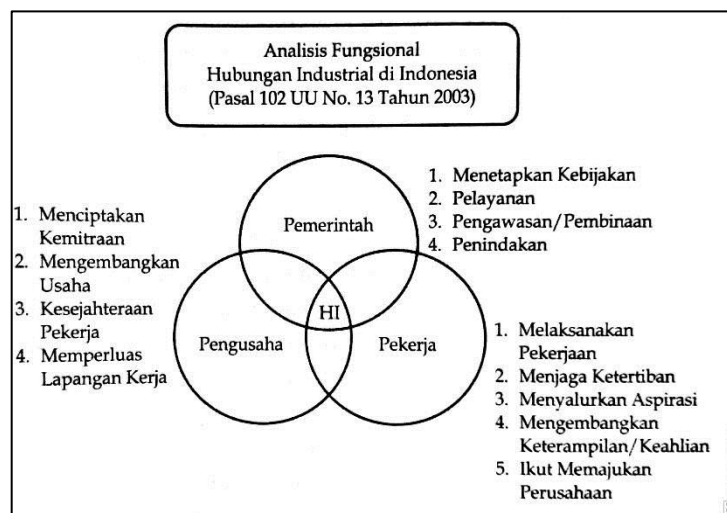 Analisis Fungsional
Hubungan Industrial di Indonesia
(Pasal 102 UU No. 13 Tahun 2003)
1. Menetapkan Kebijakan
2. Pelayanan
3. Pengawasan/Pembinaan
4. Penindakan
Pemerintah
1. Menciptakan
Kemitraan
2. Mengembangkan
Usaha
3. Kesejahteraan
Pekerja
4. Memperluas
Lapangan Kerja
HI
Pengusaha
Pekerja
1. Melaksanakan
Pekerjaan
2. Menjaga Ketertiban
3. Menyalurkan Aspirasi
4. Mengembangkan
Keterampilan/Keahlian
5. Ikut Memajukan
Perusahaan